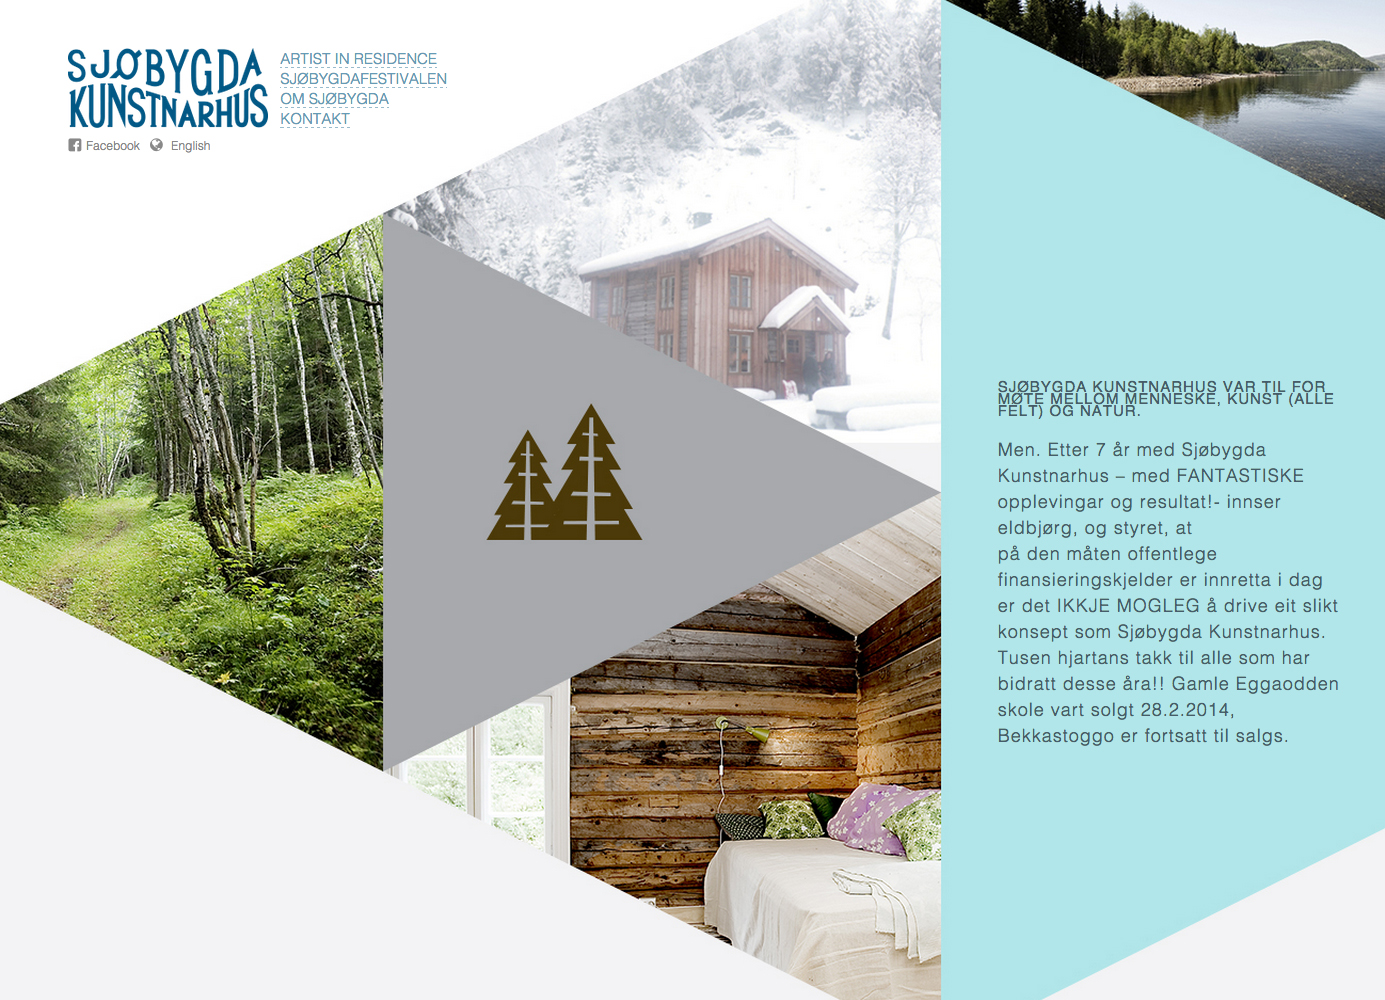 SJØBYGDA
KUNSTNARHUS
ARTIST IN RESIDENCE
SJØBYGDAFESTIVALEN
OM SJØBYGDA
KONTAKT
Facebook English
SJØBYGDA KUNSTNARHUS VAR TIL FOR
MØTE MELLOM MENNESKE, KUNST (ALLE
FELT) OG NATUR.
Men. Etter 7 år med Sjøbygda
Kunstnarhus – med FANTASTISKE
opplevingar og resultat!- innser
eldbjørg, og styret, at
på den måten offentlege
finansieringskjelder er innretta i dag
er det IKKJE MOGLEG å drive eit slikt
konsept som Sjøbygda Kunstnarhus.
Tusen hjartans takk til alle som har
bidratt desse åra!! Gamle Eggaodden
skole vart solgt 28.2.2014,
Bekkastoggo er fortsatt til salgs.